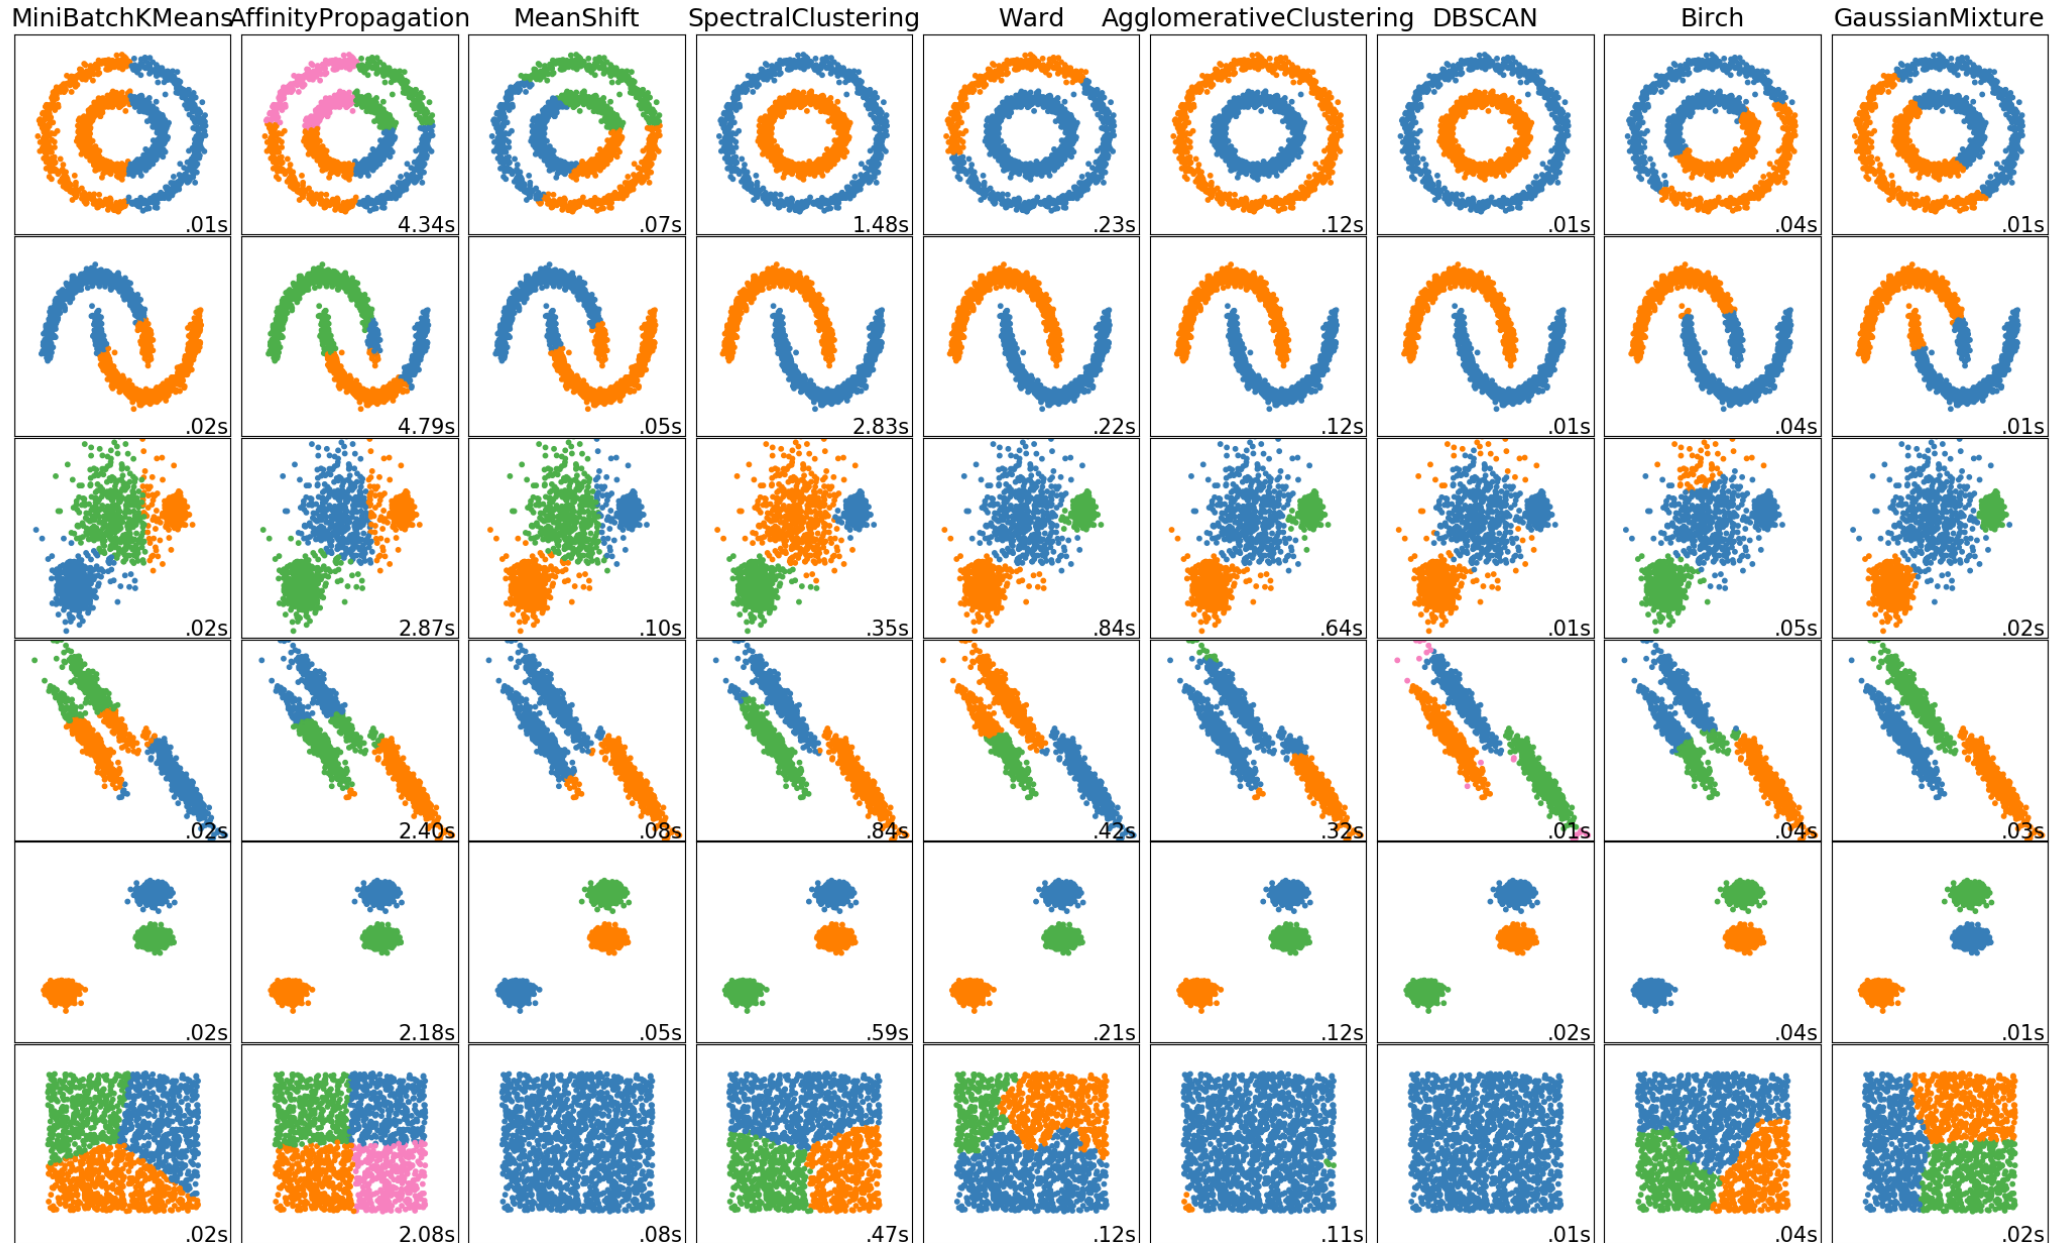 MiniBatchKMeans AffinityPropagation MeanShift SpectralClustering Ward AgglomerativeClustering DBSCAN Birch GaussianMixture
.01s 4.34s .07s 1.48s .23s .12s .01s .04s .01s
.02s 4.79s .05s 2.83s .22s .12s .01s .04s .01s
.02s 2.87s .10s .35s .84s .64s .01s .05s .02s
.02s 2.40s .08s .84s .42s .32s .01s .04s .03s
.02s 2.18s .05s .59s .21s .12s .02s .04s .01s
.02s 2.08s .08s .47s .12s .11s .01s .04s .02s